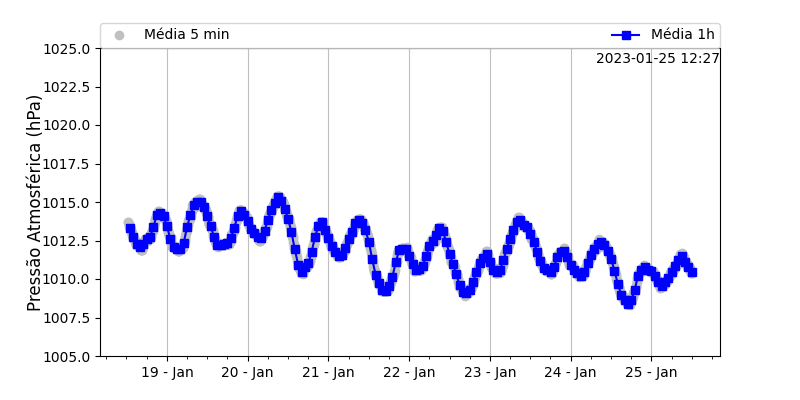 Média 5 min
Média 1h
2023-01-25 12:27
Pressão Atmosférica (hPa)
1025.0
1022.5
1020.0
1017.5
1015.0
1012.5
1010.0
1007.5
1005.0
19 - Jan
20 - Jan
21 - Jan
22 - Jan
23 - Jan
24 - Jan
25 - Jan